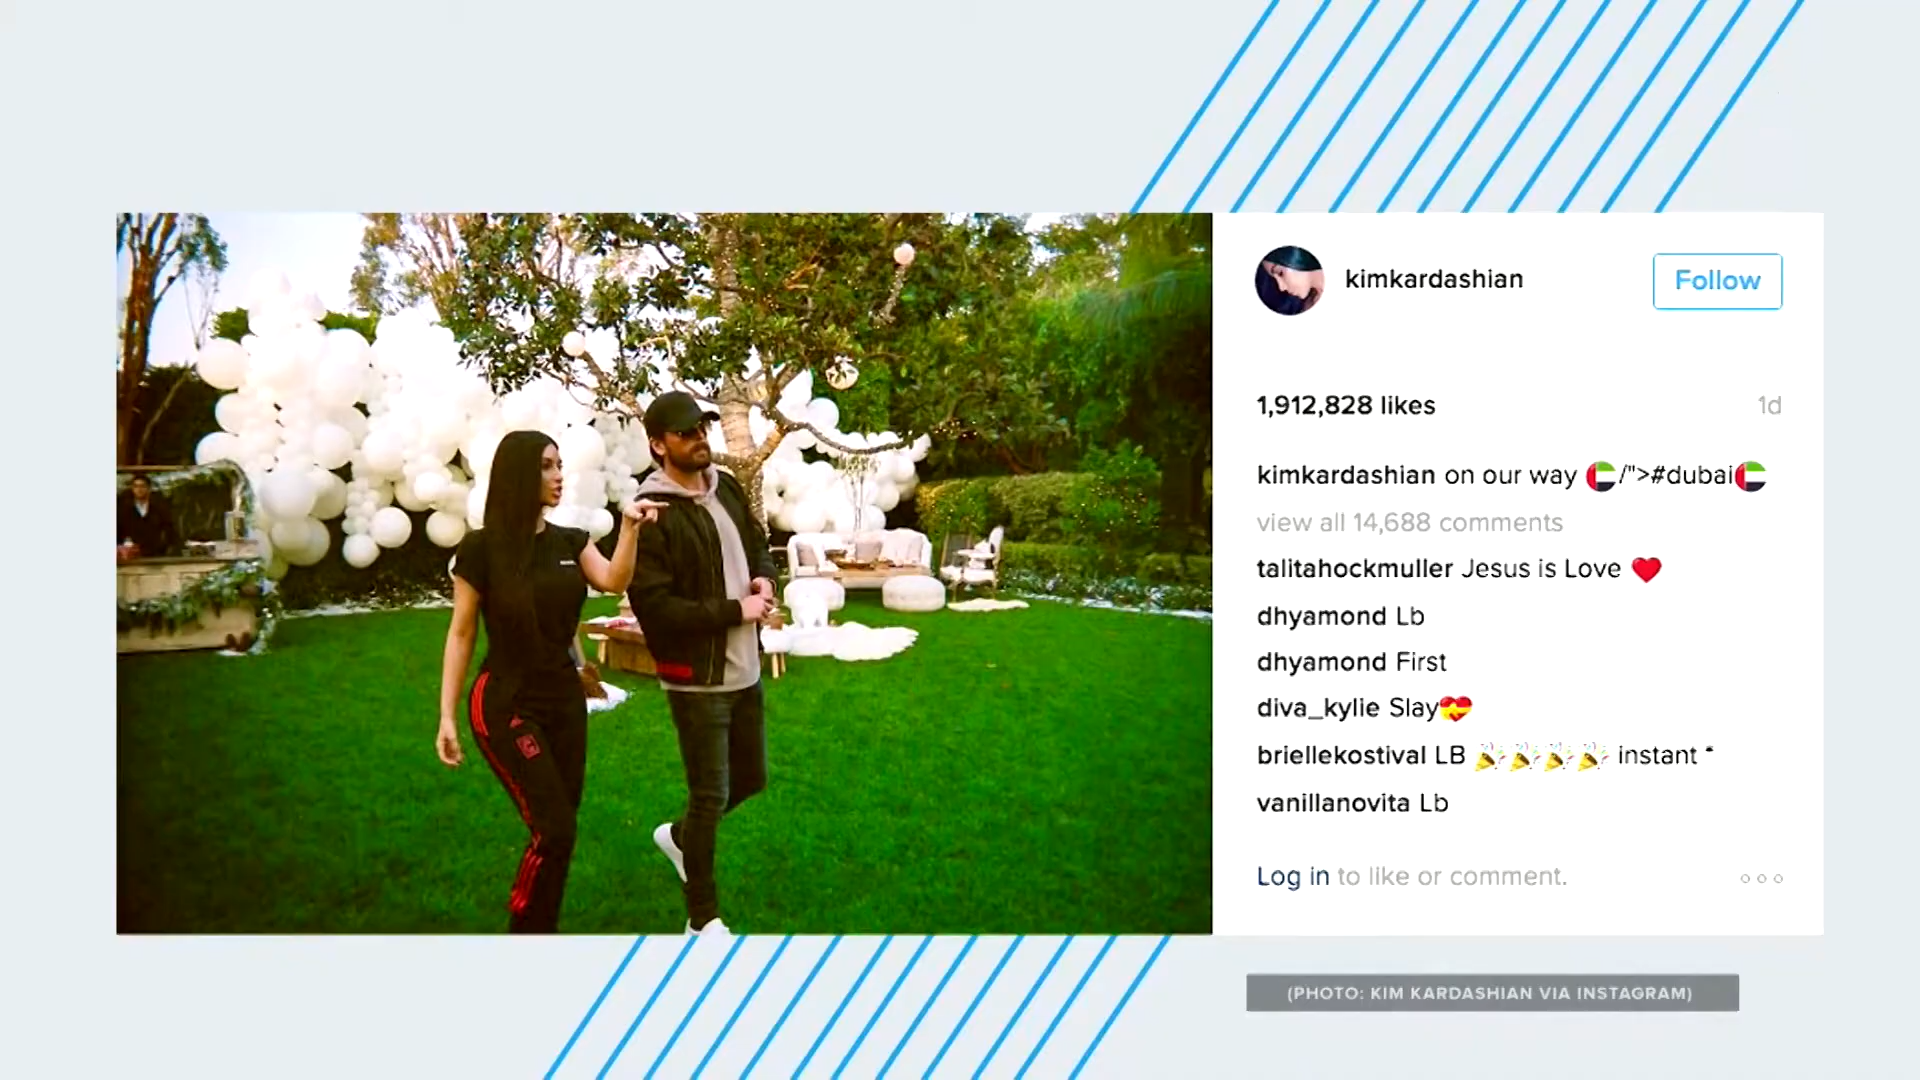 kimkardashian
Follow
1,912,828 likes
1d
kimkardashian on our way 🇦🇪/">#dubai🇦🇪
view all 14,688 comments
talitahockmuller Jesus is Love ❤️
dhyamond Lb
dhyamond First
diva_kylie Slay💝
briellekostival LB 🎉🎉🎉🎉 instant *
vanillanovita Lb
Log in to like or comment.
(PHOTO: KIM KARDASHIAN VIA INSTAGRAM)